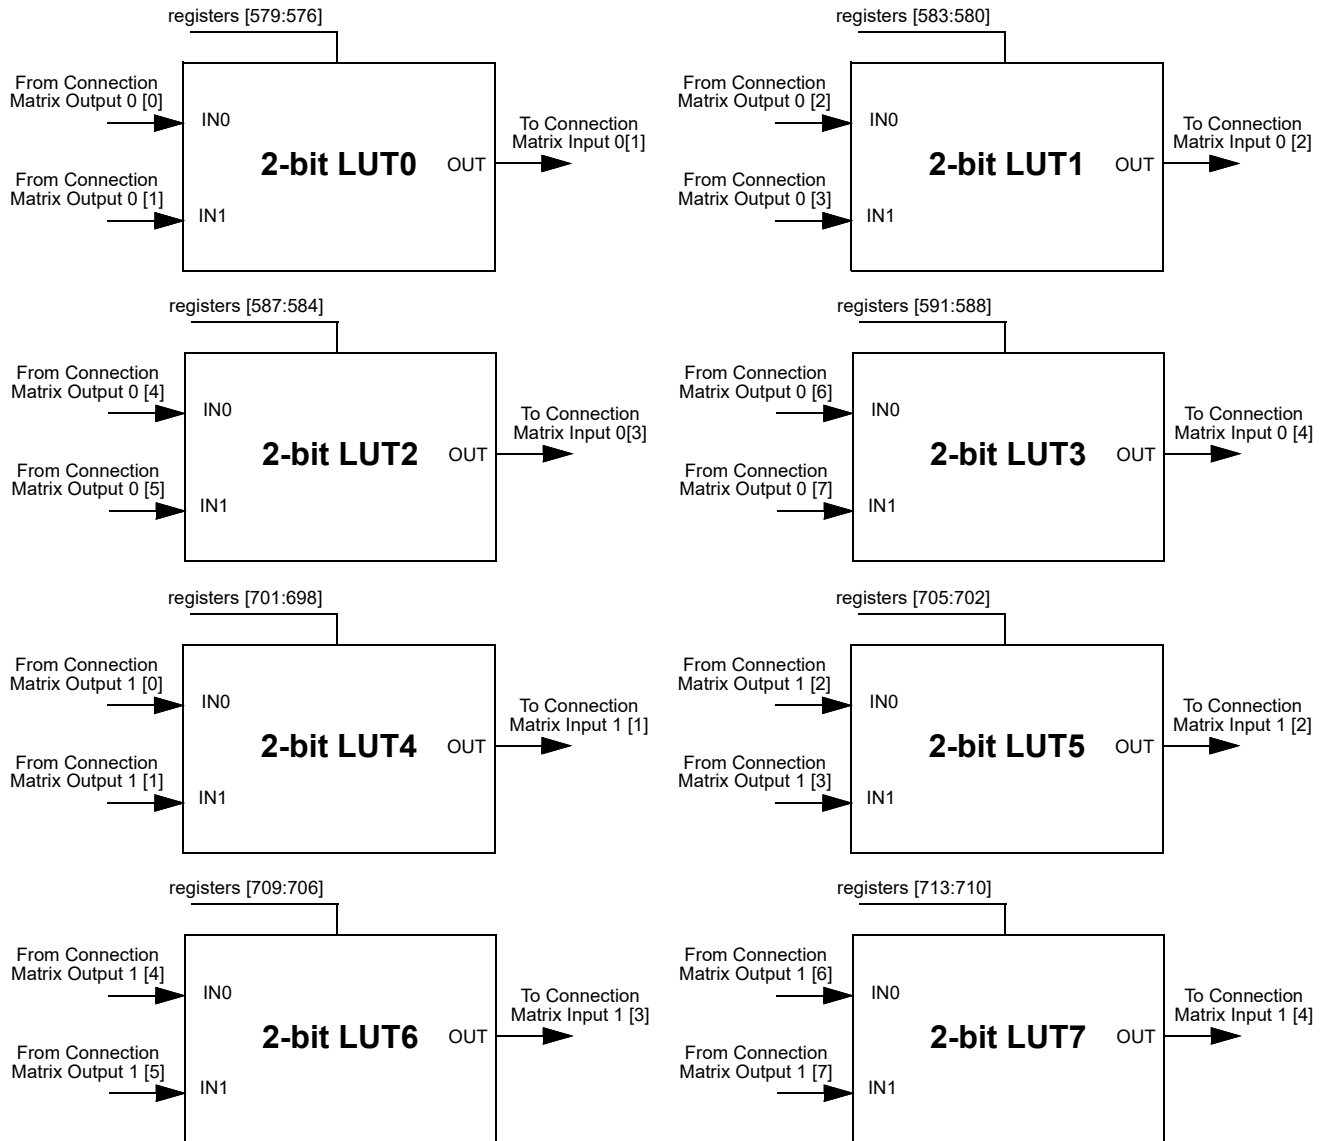 registers [579:576]
From Connection
Matrix Output 0 [0]
IN0
From Connection
Matrix Output 0 [1]
IN1
2-bit LUT0
OUT
To Connection
Matrix Input 0[1]
registers [583:580]
From Connection
Matrix Output 0 [2]
IN0
From Connection
Matrix Output 0 [3]
IN1
2-bit LUT1
OUT
To Connection
Matrix Input 0 [2]
registers [587:584]
From Connection
Matrix Output 0 [4]
IN0
From Connection
Matrix Output 0 [5]
IN1
2-bit LUT2
OUT
To Connection
Matrix Input 0[3]
registers [591:588]
From Connection
Matrix Output 0 [6]
IN0
From Connection
Matrix Output 0 [7]
IN1
2-bit LUT3
OUT
To Connection
Matrix Input 0 [4]
registers [701:698]
From Connection
Matrix Output 1 [0]
IN0
From Connection
Matrix Output 1 [1]
IN1
2-bit LUT4
OUT
To Connection
Matrix Input 1 [1]
registers [705:702]
From Connection
Matrix Output 1 [2]
IN0
From Connection
Matrix Output 1 [3]
IN1
2-bit LUT5
OUT
To Connection
Matrix Input 1 [2]
registers [709:706]
From Connection
Matrix Output 1 [4]
IN0
From Connection
Matrix Output 1 [5]
IN1
2-bit LUT6
OUT
To Connection
Matrix Input 1 [3]
registers [713:710]
From Connection
Matrix Output 1 [6]
IN0
From Connection
Matrix Output 1 [7]
IN1
2-bit LUT7
OUT
To Connection
Matrix Input 1 [4]